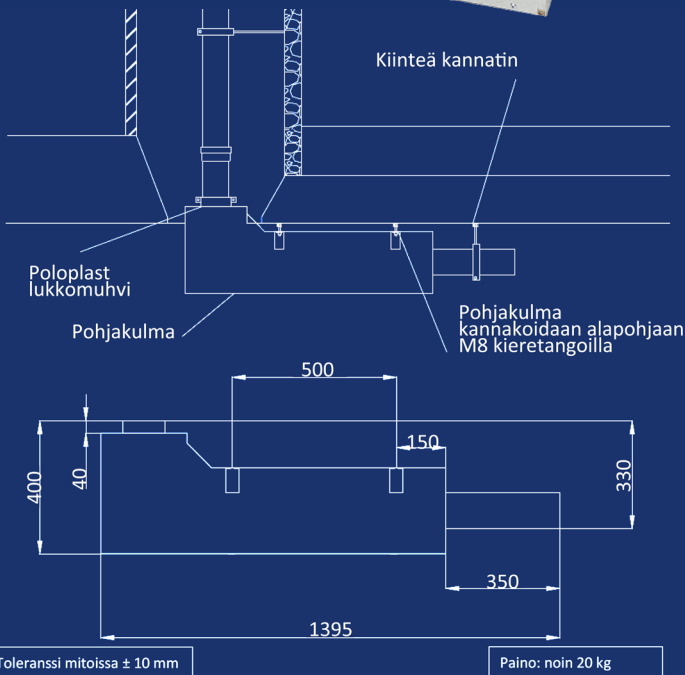 Kiinteä kannatin
Poloplast
lukkomuhvi
Pohjakulma
Pohjakulma
kannakoidaan alapohjaan
M8 kieretangoilla
500
150
400
40
330
350
1395
Toleranssi mitoissa ± 10 mm
Paino: noin 20 kg